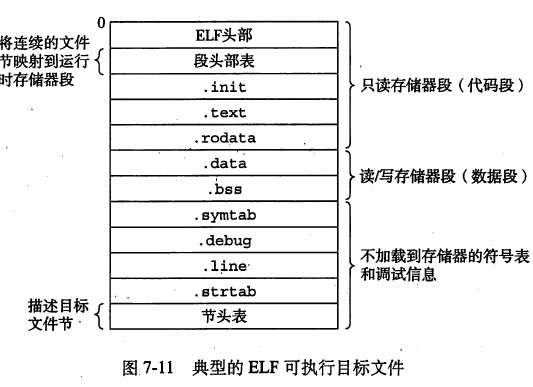 0
将连续的文件
节映射到运行
时存储器段
ELF头部
段头部表
.init
.text
.rodata
只读存储器段（代码段）
.data
.bss
读/写存储器段（数据段）
.symtab
.debug
.line
.strtab
不加载到存储器的符号表
和调试信息
描述目标
文件节
节头表
图 7-11 典型的 ELF 可执行目标文件